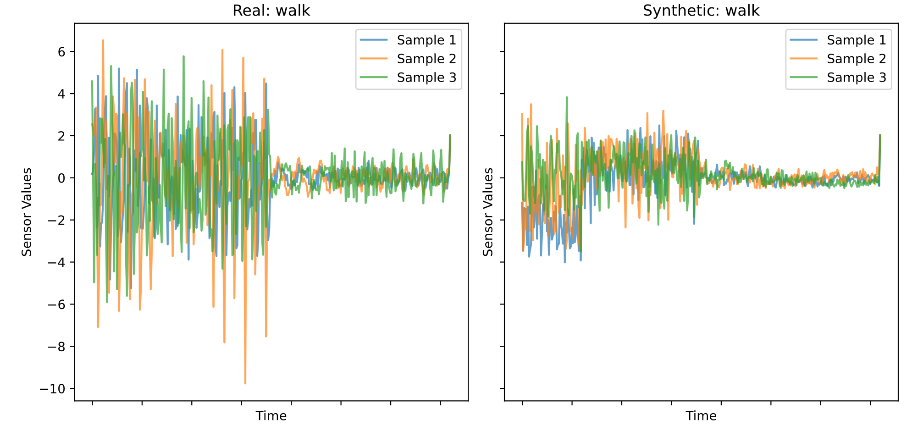 Real: walk
Synthetic: walk
Sample 1
Sample 2
Sample 3
Sample 1
Sample 2
Sample 3
6
4
2
0
−2
−4
−6
−8
−10
Sensor Values
Sensor Values
Time
Time